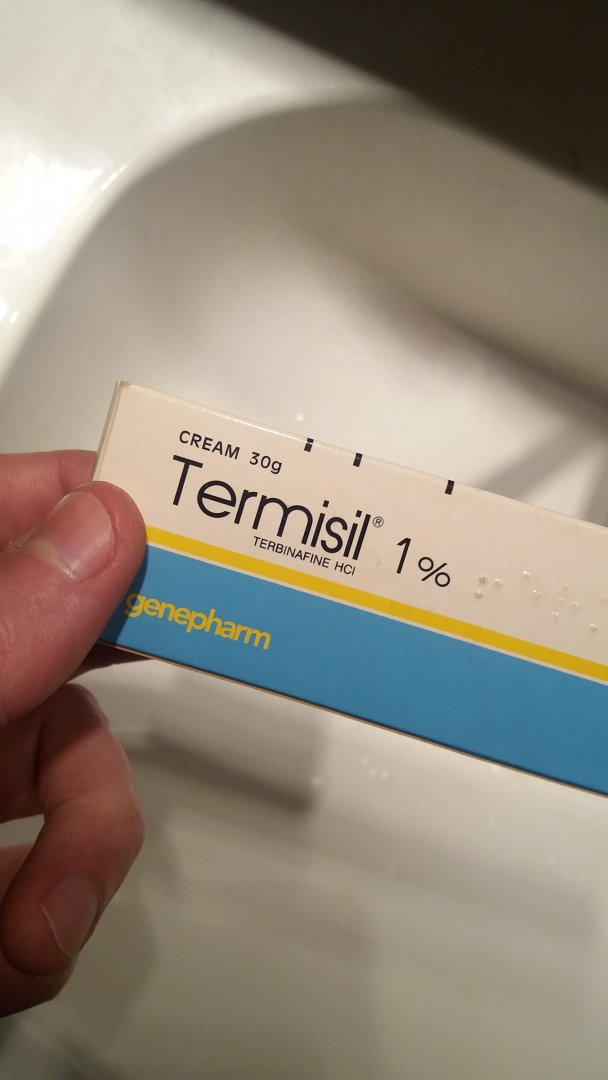 CREAM 30g
Termisil® 1%
TERBINAFINE HCl
genepharm